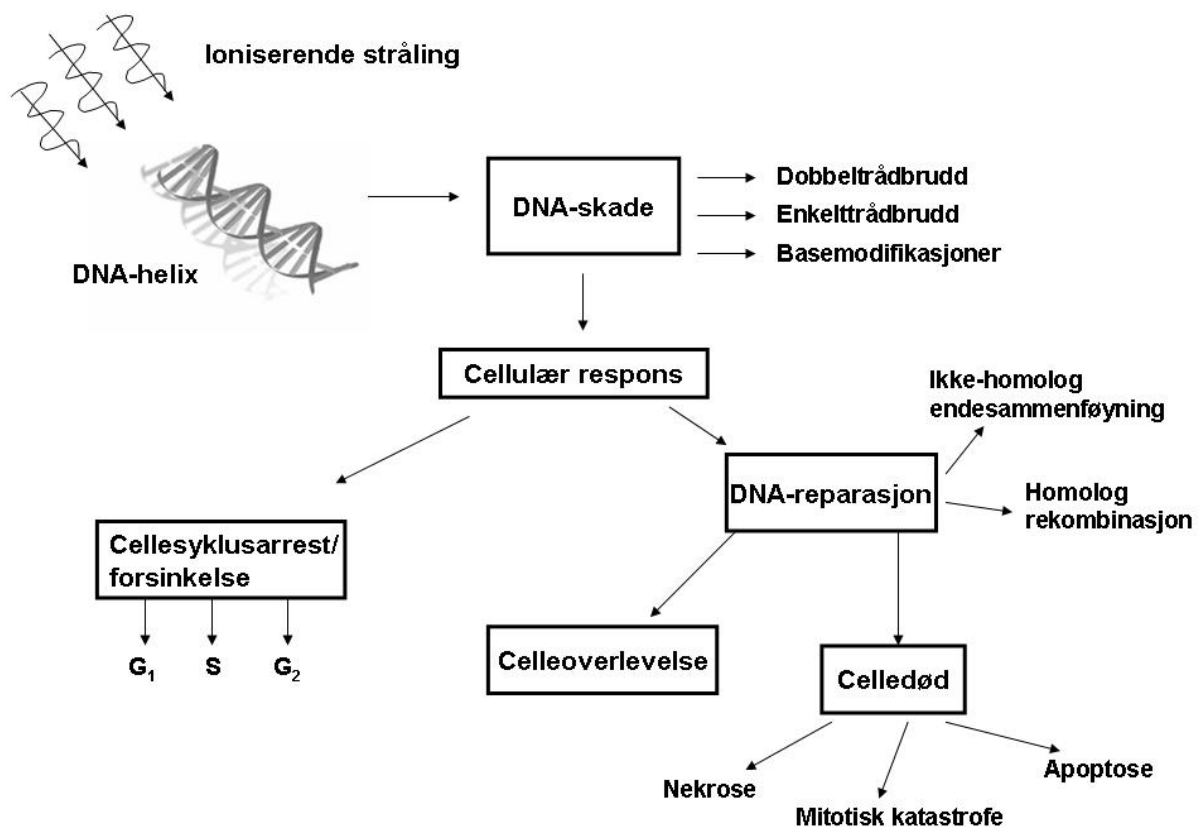 Ioniserende stråling
DNA-helix
DNA-skade
Dobbeltrådbrudd
Enkelttrådbrudd
Basemodifikasjoner
Cellulær respons
Ikke-homolog
endesammenføyning
DNA-reparasjon
Homolog
rekombinasjon
Cellesyklusarrest/
forsinkelse
G₁ S G₂
Celleoverlevelse
Celledød
Nekrose
Mitotisk katastrofe
Apoptose